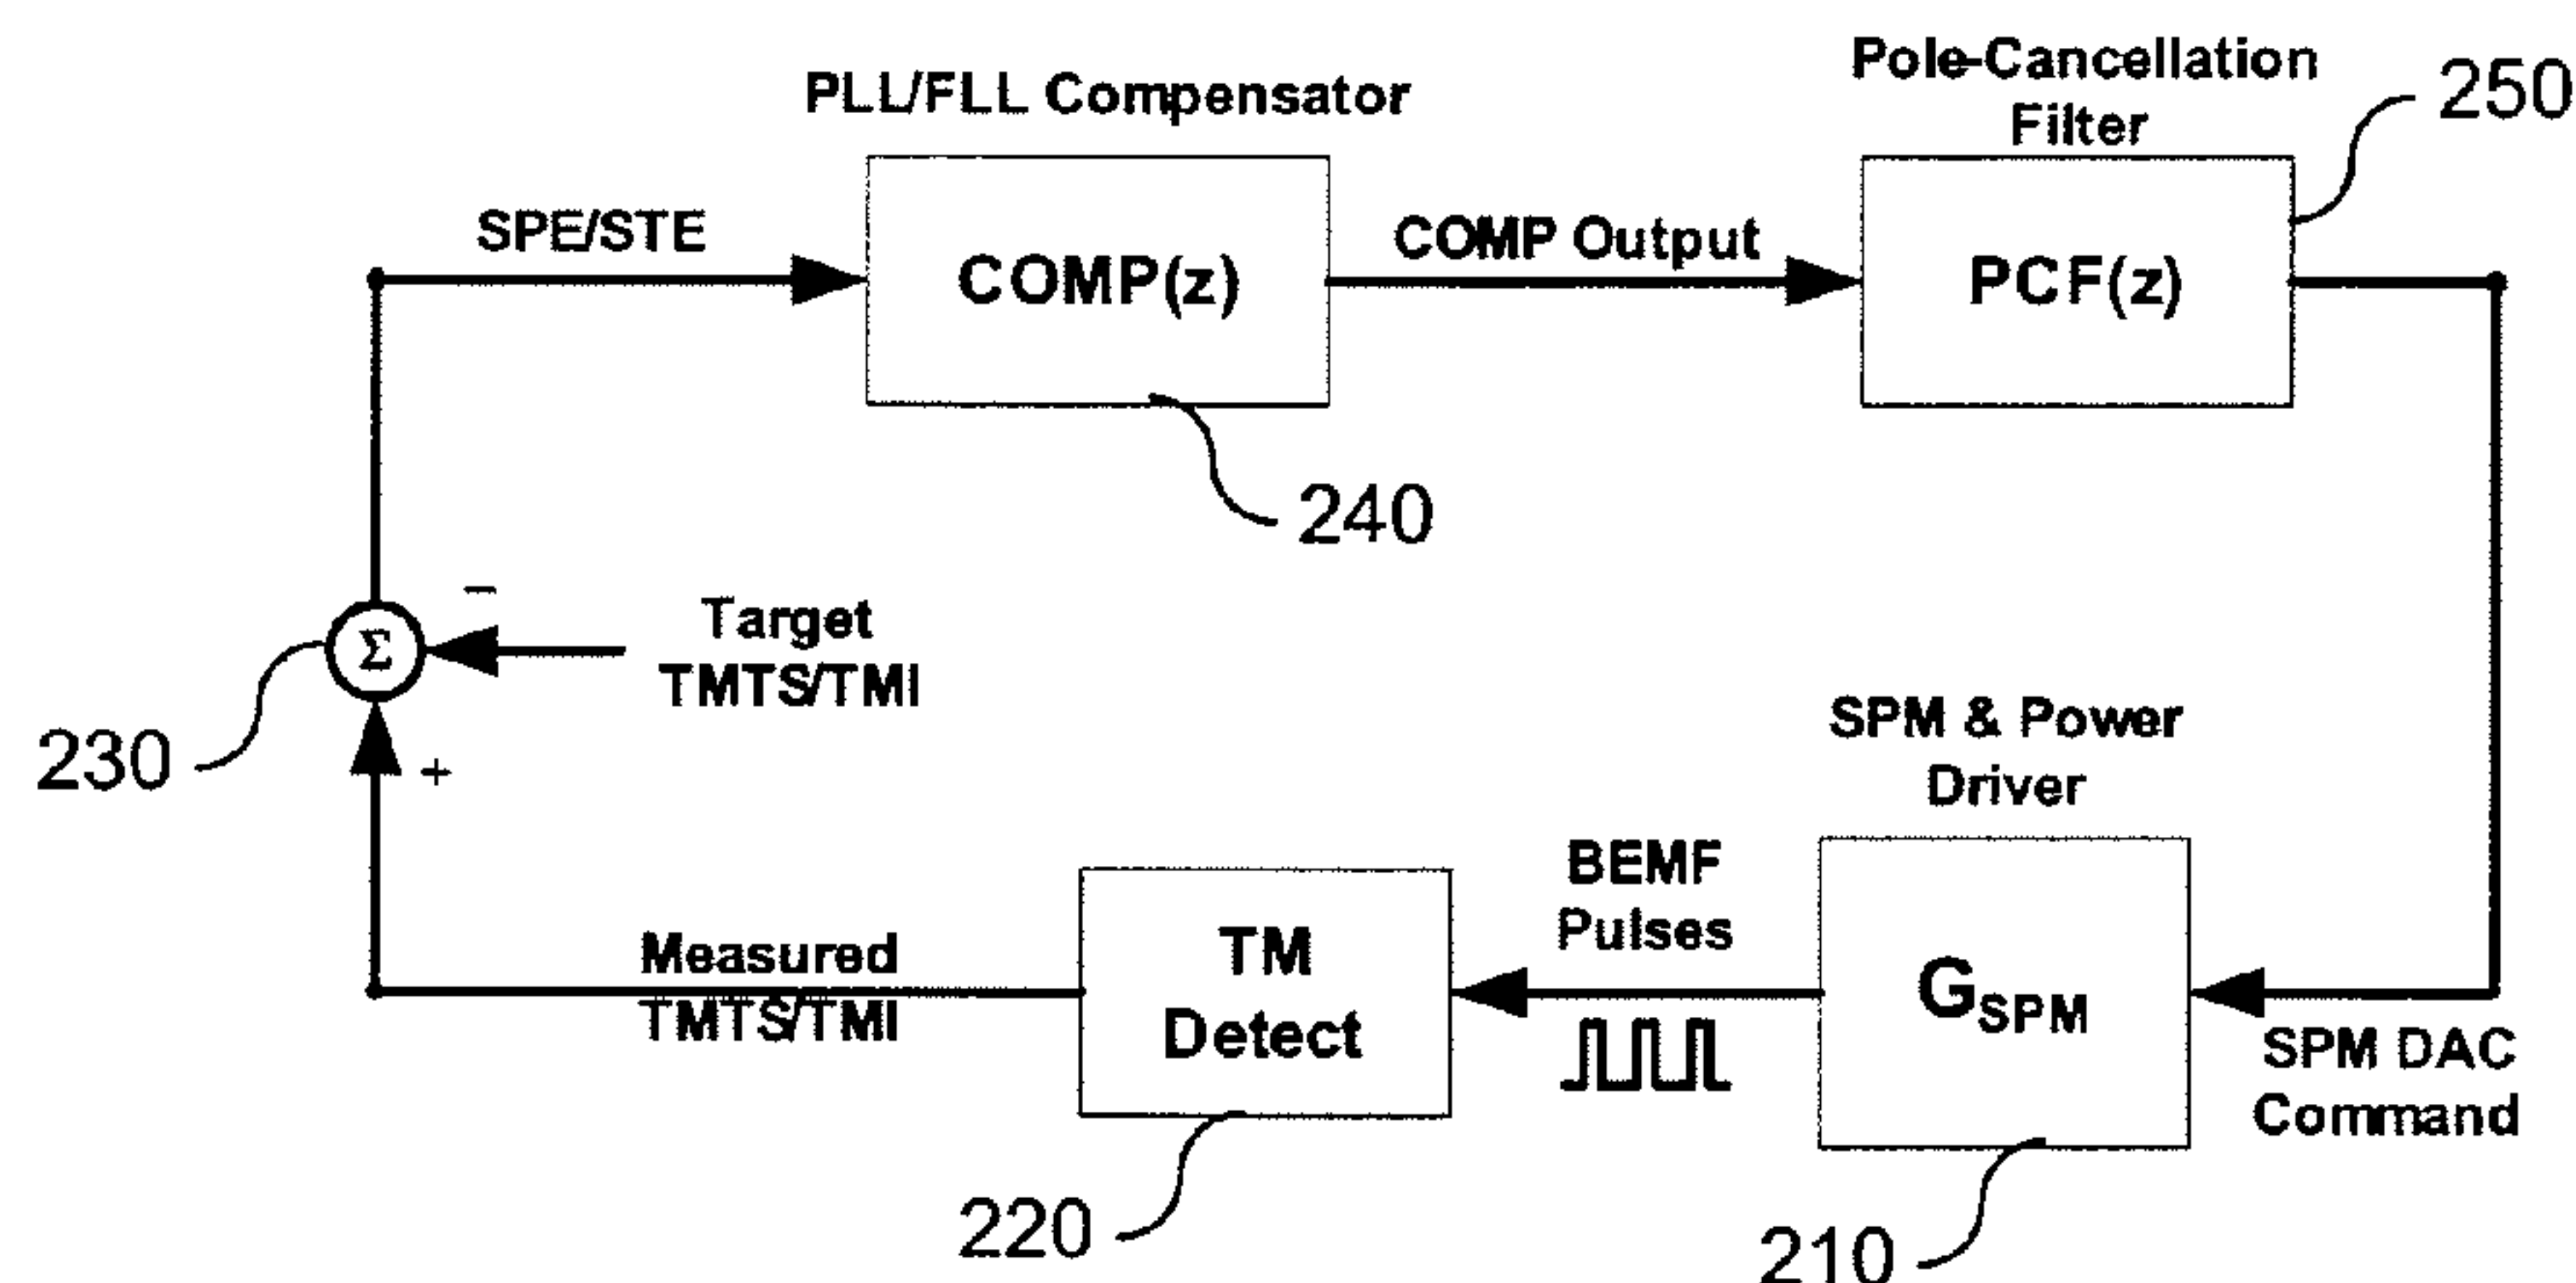 PLL/FLL Compensator
Pole-Cancellation
Filter
250
SPE/STE
COMP(z)
COMP Output
PCF(z)
240
−
Σ
Target
TMTS/TMI
230
+
SPM & Power
Driver
BEMF
Pulses
Measured
TMTS/TMI
TM
Detect
GSPM
SPM DAC
Command
220
210